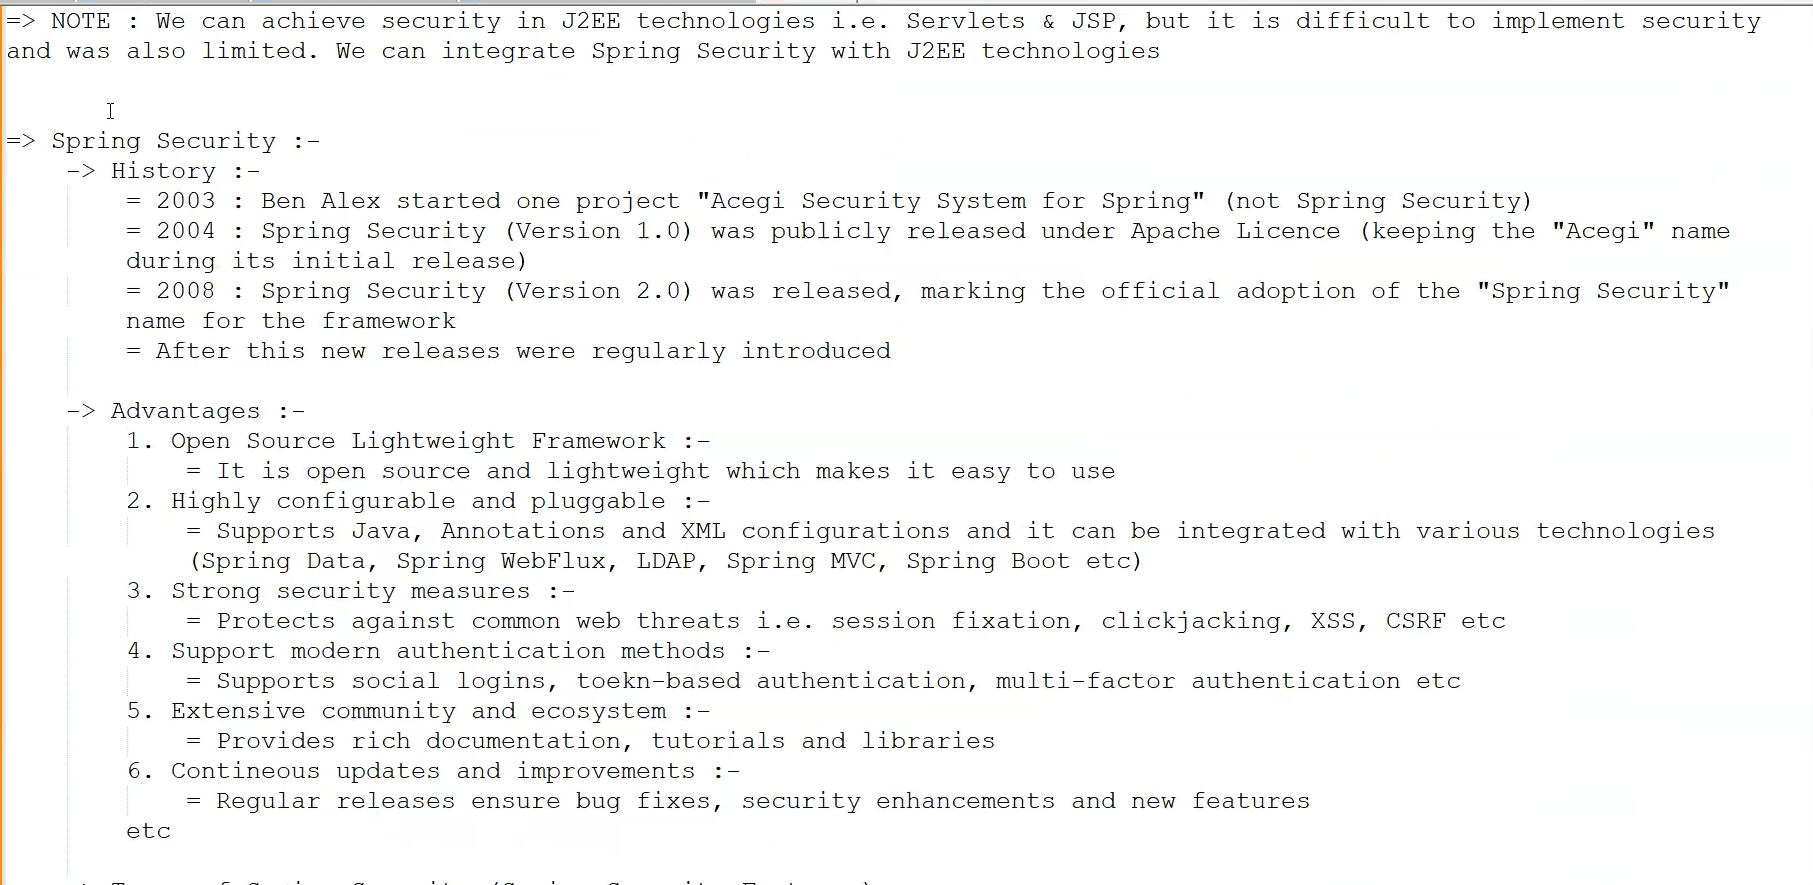 => NOTE : We can achieve security in J2EE technologies i.e. Servlets & JSP, but it is difficult to implement security
and was also limited. We can integrate Spring Security with J2EE technologies
=> Spring Security :-
-> History :-
= 2003 : Ben Alex started one project "Acegi Security System for Spring" (not Spring Security)
= 2004 : Spring Security (Version 1.0) was publicly released under Apache Licence (keeping the "Acegi" name
during its initial release)
= 2008 : Spring Security (Version 2.0) was released, marking the official adoption of the "Spring Security"
name for the framework
= After this new releases were regularly introduced
-> Advantages :-
1. Open Source Lightweight Framework :-
= It is open source and lightweight which makes it easy to use
2. Highly configurable and pluggable :-
= Supports Java, Annotations and XML configurations and it can be integrated with various technologies
(Spring Data, Spring WebFlux, LDAP, Spring MVC, Spring Boot etc)
3. Strong security measures :-
= Protects against common web threats i.e. session fixation, clickjacking, XSS, CSRF etc
4. Support modern authentication methods :-
= Supports social logins, toekn-based authentication, multi-factor authentication etc
5. Extensive community and ecosystem :-
= Provides rich documentation, tutorials and libraries
6. Contineous updates and improvements :-
= Regular releases ensure bug fixes, security enhancements and new features
etc